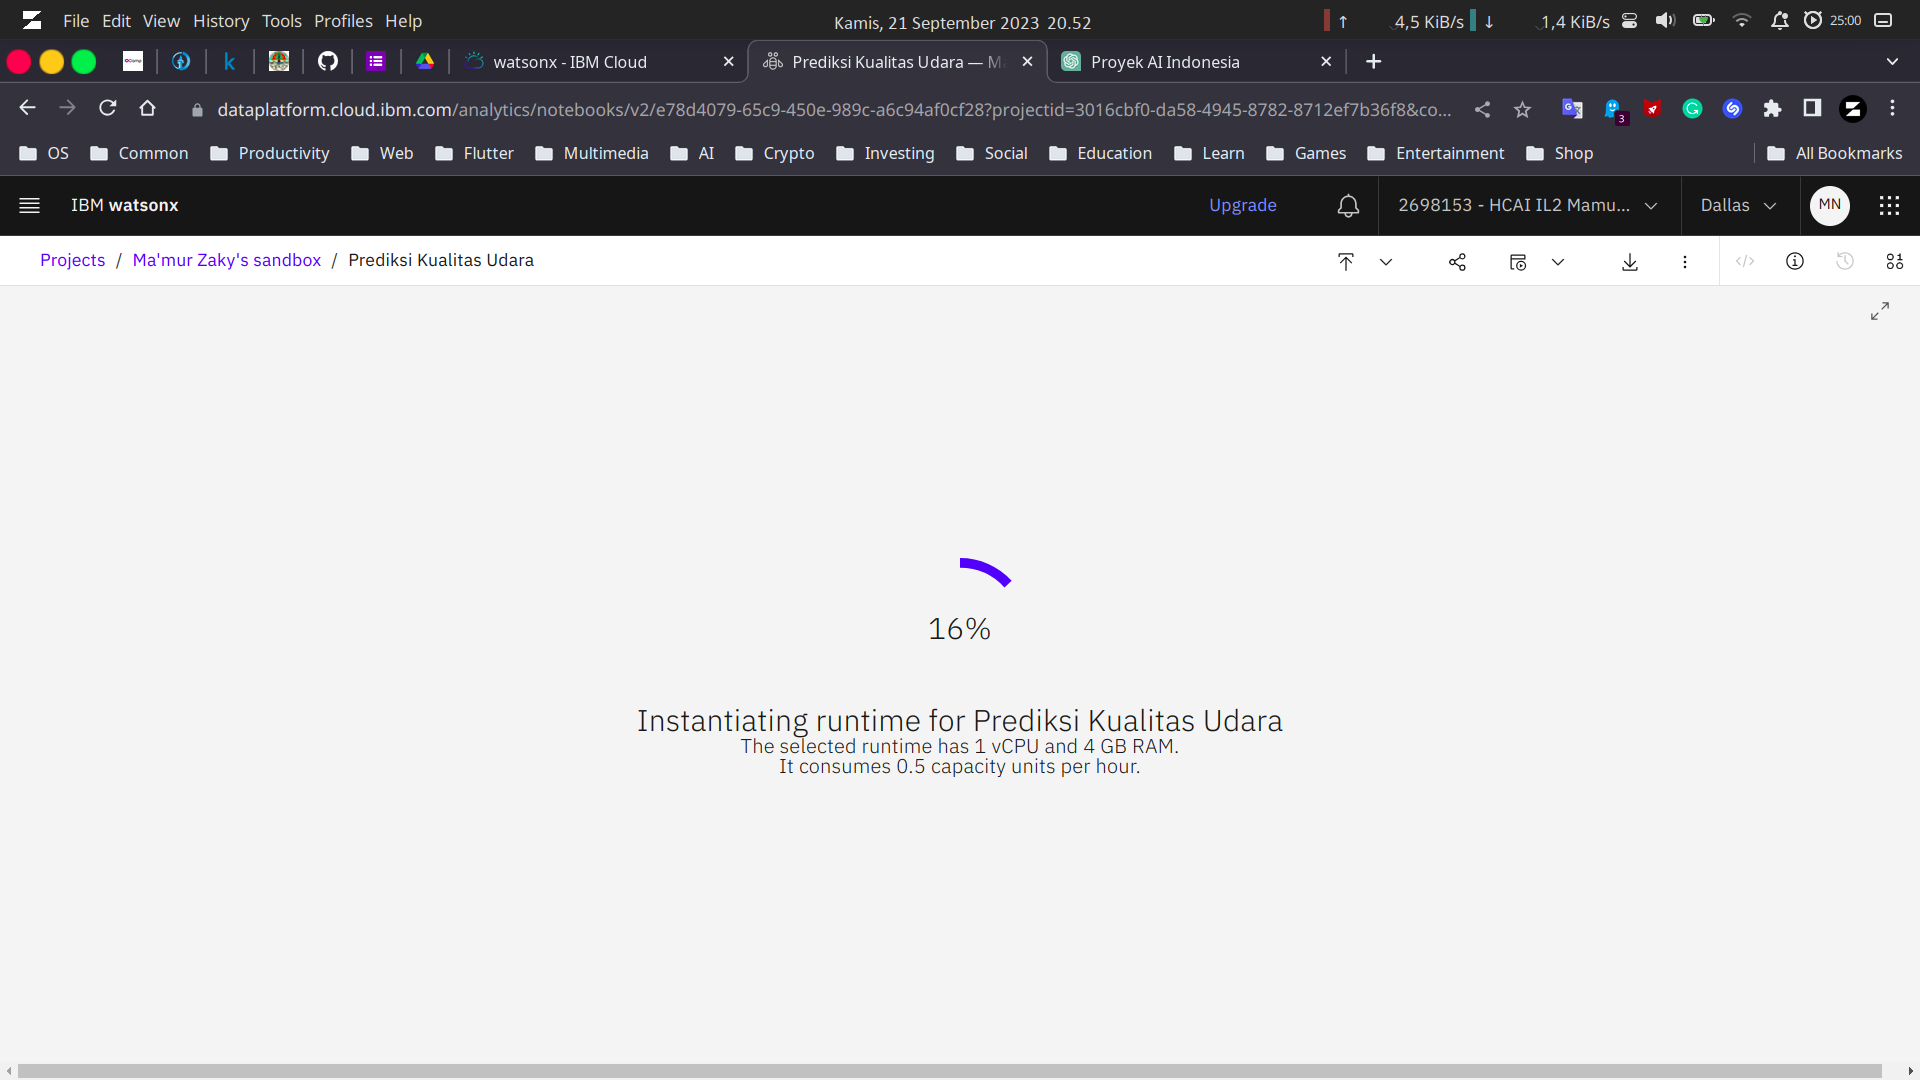 File Edit View History Tools Profiles Help
Kamis, 21 September 2023 20.52
↑ 4,5 KiB/s ↓ 1,4 KiB/s
25:00
watsonx - IBM Cloud
Prediksi Kualitas Udara — M
Proyek AI Indonesia
dataplatform.cloud.ibm.com/analytics/notebooks/v2/e78d4079-65c9-450e-989c-a6c94af0cf28?projectid=3016cbf0-da58-4945-8782-8712ef7b36f8&co...
3
OS Common Productivity Web Flutter Multimedia AI Crypto Investing Social Education Learn Games Entertainment Shop All Bookmarks
IBM watsonx
Upgrade
2698153 - HCAI IL2 Mamu...
Dallas
MN
Projects / Ma'mur Zaky's sandbox / Prediksi Kualitas Udara
16%
Instantiating runtime for Prediksi Kualitas Udara
The selected runtime has 1 vCPU and 4 GB RAM.
It consumes 0.5 capacity units per hour.